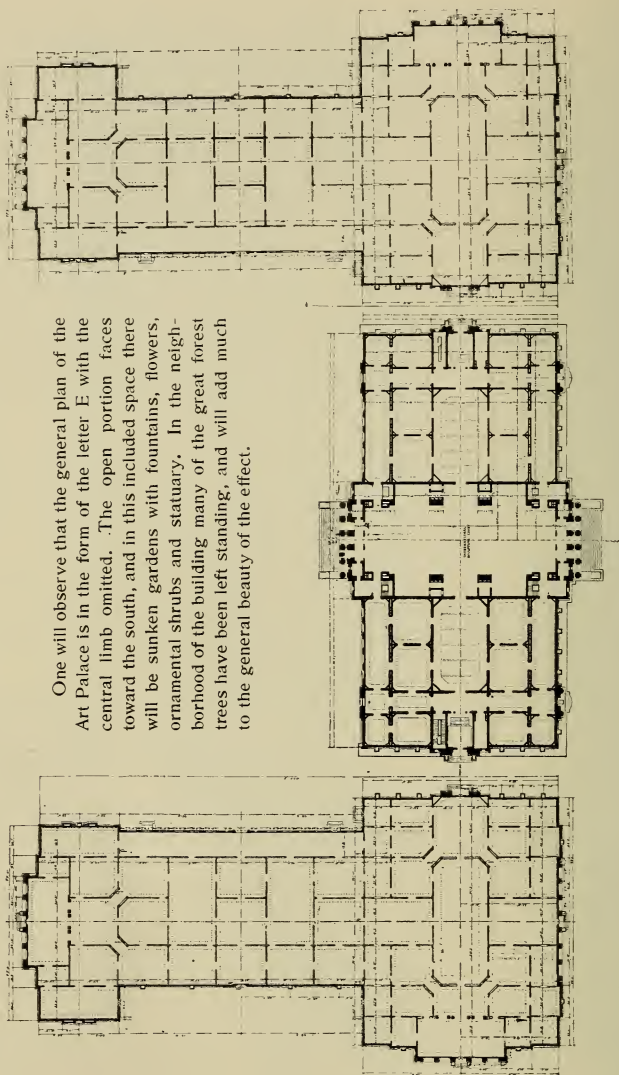 One will observe that the general plan of the
Art Palace is in the form of the letter E with the
central limb omitted. The open portion faces
toward the south, and in this included space there
will be sunken gardens with fountains, flowers,
ornamental shrubs and statuary. In the neigh-
borhood of the building many of the great forest
trees have been left standing, and will add much
to the general beauty of the effect.